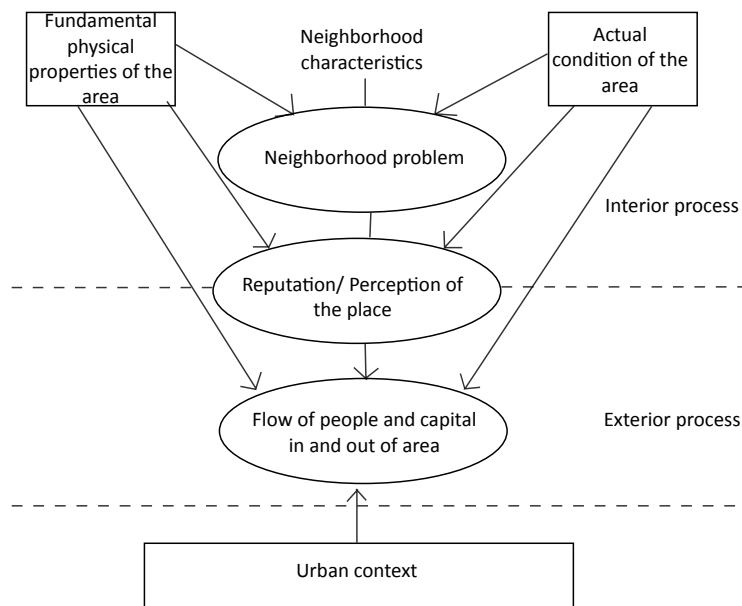 Fundamental
physical
properties of the
area
Neighborhood
characteristics
Actual
condition of the
area
Neighborhood problem
Interior process
Reputation/ Perception of
the place
Flow of people and capital
in and out of area
Exterior process
Urban context